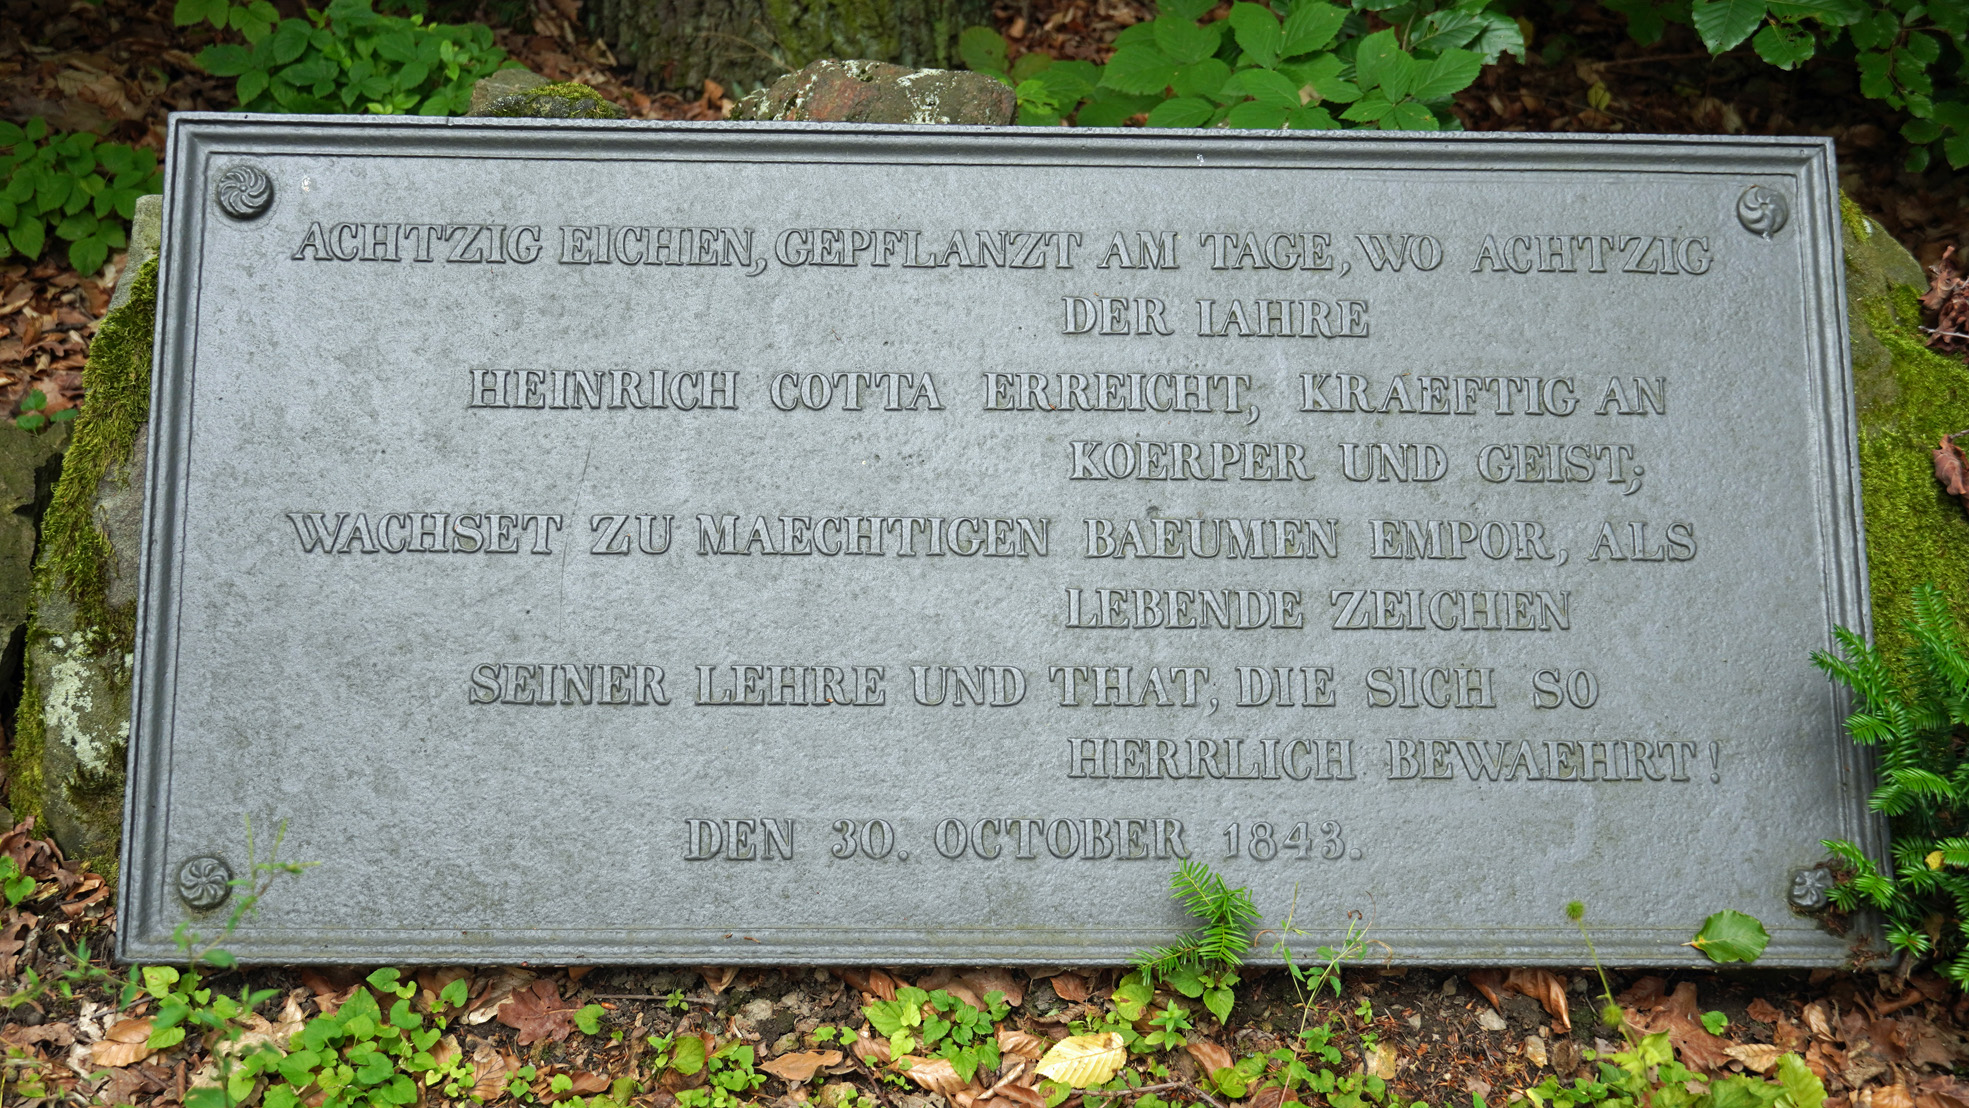 ACHTZIG EICHEN, GEPFLANZT AM TAGE, WO ACHTZIG
DER IAHRE
HEINRICH COTTA ERREICHT, KRAEFTIG AN
KOERPER UND GEIST;
WACHSET ZU MAECHTIGEN BAEUMEN EMPOR, ALS
LEBENDE ZEICHEN
SEINER LEHRE UND THAT, DIE SICH SO
HERRLICH BEWAEHRT!
DEN 30. OCTOBER 1843.